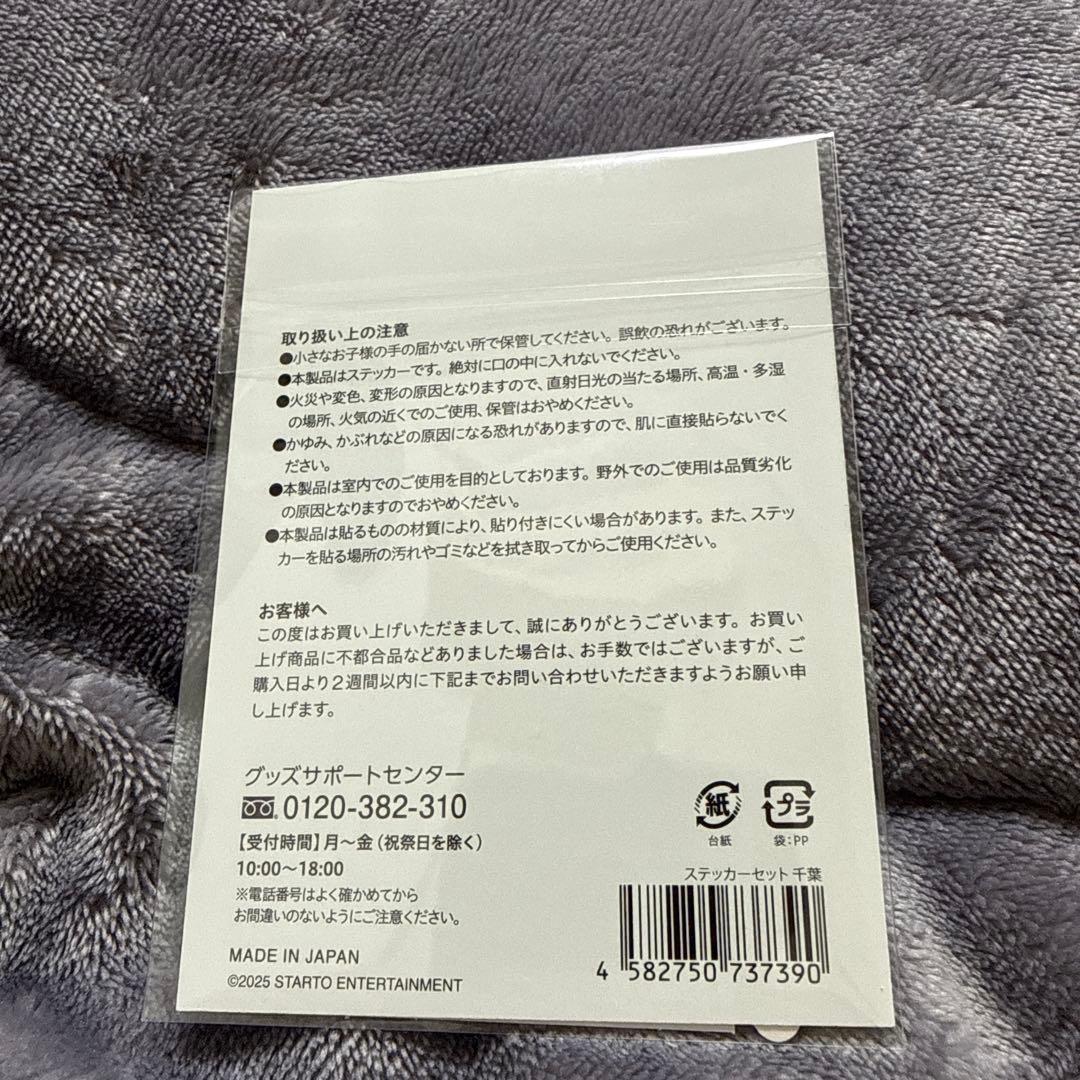 取り扱い上の注意
●小さなお子様の手の届かない所で保管してください。誤飲の恐れがございます。
●本製品はステッカーです。絶対に口の中に入れないでください。
●火災や変色、変形の原因となりますので、直射日光の当たる場所、高温・多湿
の場所、火気の近くでのご使用、保管はおやめください。
●かゆみ、かぶれなどの原因になる恐れがありますので、肌に直接貼らないでく
ださい。
●本製品は室内でのご使用を目的としております。野外でのご使用は品質劣化
の原因となりますのでおやめください。
●本製品は貼るものの材質により、貼り付きにくい場合があります。また、ステッ
カーを貼る場所の汚れやゴミなどを拭き取ってからご使用ください。
お客様へ
この度はお買い上げいただきまして、誠にありがとうございます。お買い
上げ商品に不都合品などありました場合は、お手数ではございますが、ご
購入日より2週間以内に下記までお問い合わせいただきますようお願い申
し上げます。
グッズサポートセンター
0120-382-310
【受付時間】月～金（祝祭日を除く）
10:00～18:00
※電話番号はよく確かめてから
お間違いのないようにご注意ください。
MADE IN JAPAN
©2025 STARTO ENTERTAINMENT
紙
台紙
プラ
袋:PP
ステッカーセット 千葉
4 582750 737390